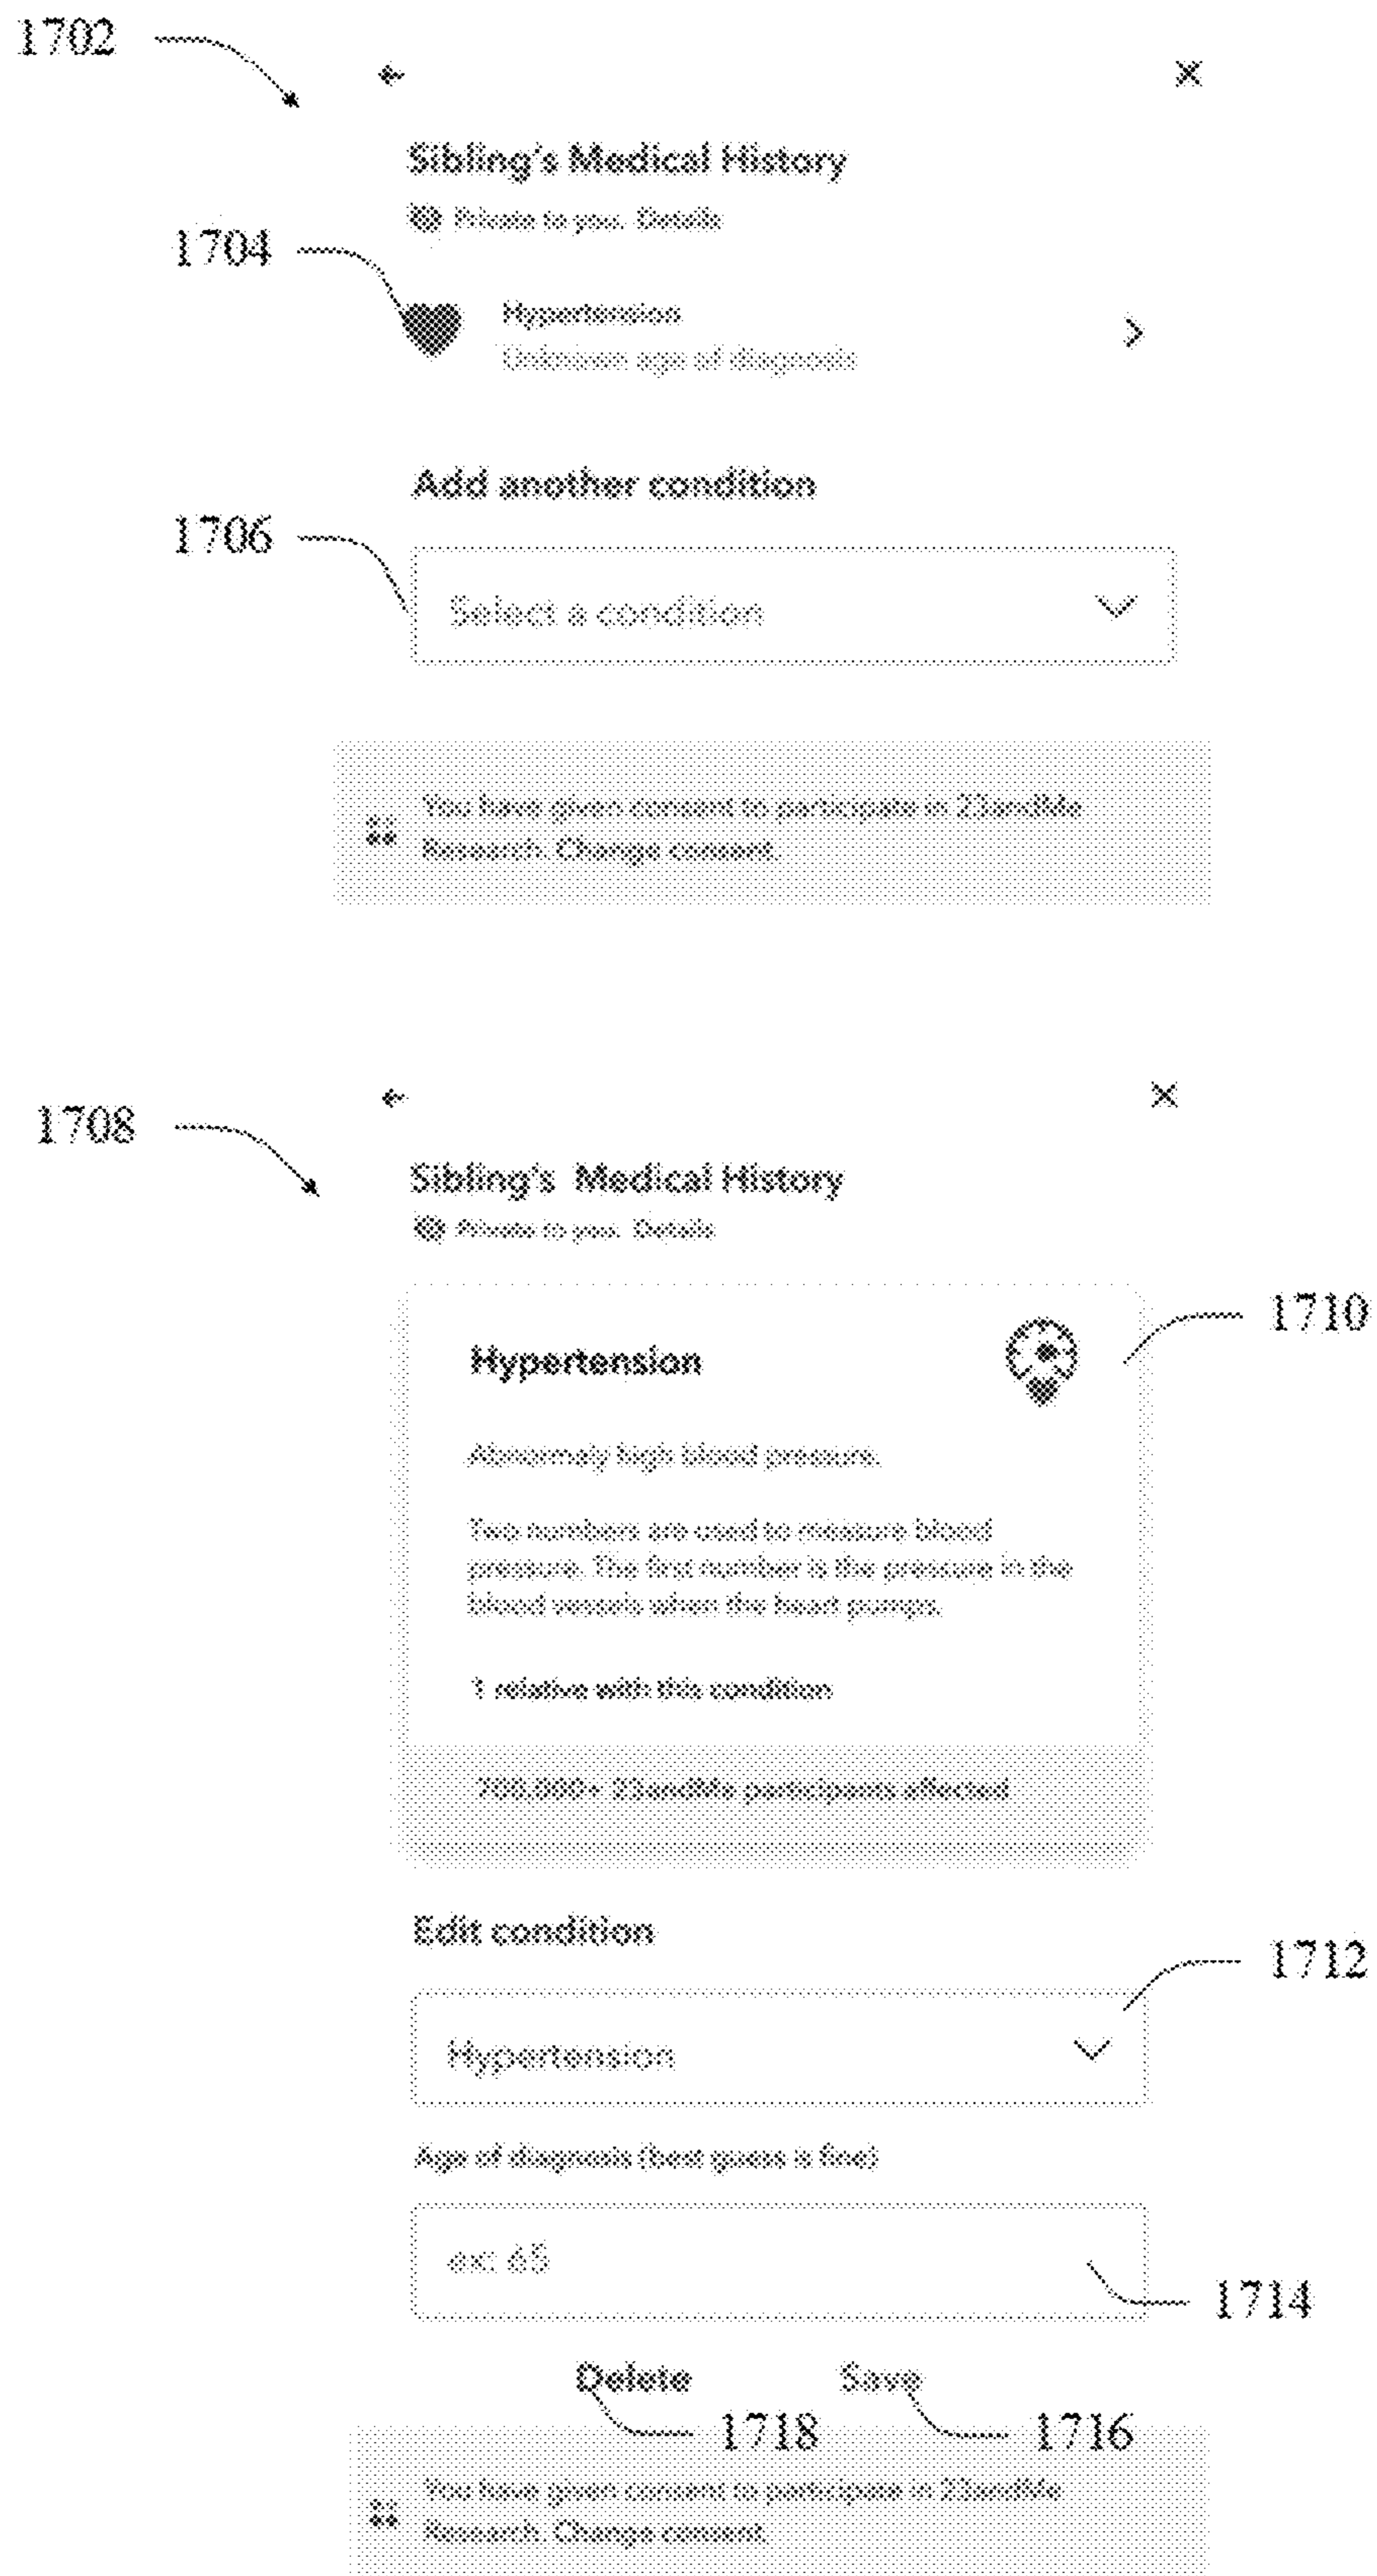 1702
Sibling's Medical History
Private to you. Details
1704
Hypertension
Unknown age of diagnosis
Add another condition
1706
Select a condition
You have given consent to participate in 23andMe
Research. Change consent.
1708
Sibling's Medical History
Private to you. Details
1710
Hypertension
Abnormaly high blood pressure.
Two numbers are used to measure blood
pressure. The first number is the pressure in the
blood vessels when the heart pumps.
1 relative with this condition
700,000+ 23andMe participants affected
Edit condition
1712
Hypertension
Age of diagnosis (best guess is fine)
ex: 65
1714
Delete Save
1718 1716
You have given consent to participate in 23andMe
Research. Change consent.